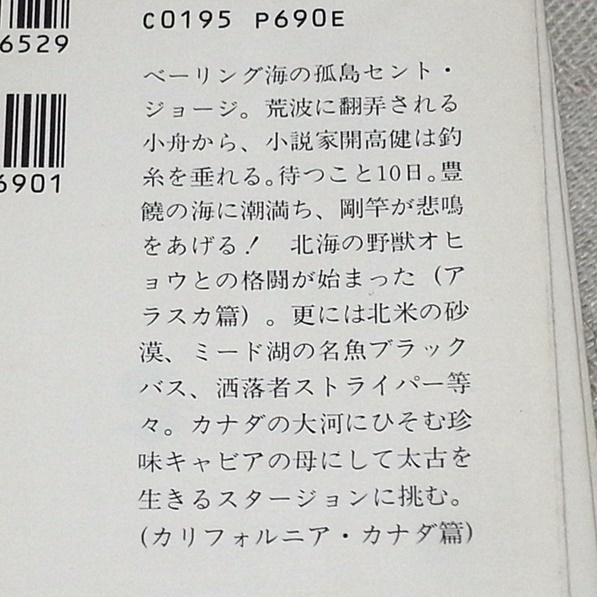 6529
6901
C0195 P690E
ベーリング海の孤島セント・
ジョージ。荒波に翻弄される
小舟から、小説家開高健は釣
糸を垂れる。待つこと10日。豊
饒の海に潮満ち、剛竿が悲鳴
をあげる! 北海の野獣オヒ
ョウとの格闘が始まった（ア
ラスカ篇）。更には北米の砂
漠、ミード湖の名魚ブラック
バス、洒落者ストライパー等
々。カナダの大河にひそむ珍
味キャビアの母にして太古を
生きるスタージョンに挑む。
(カリフォルニア・カナダ篇)